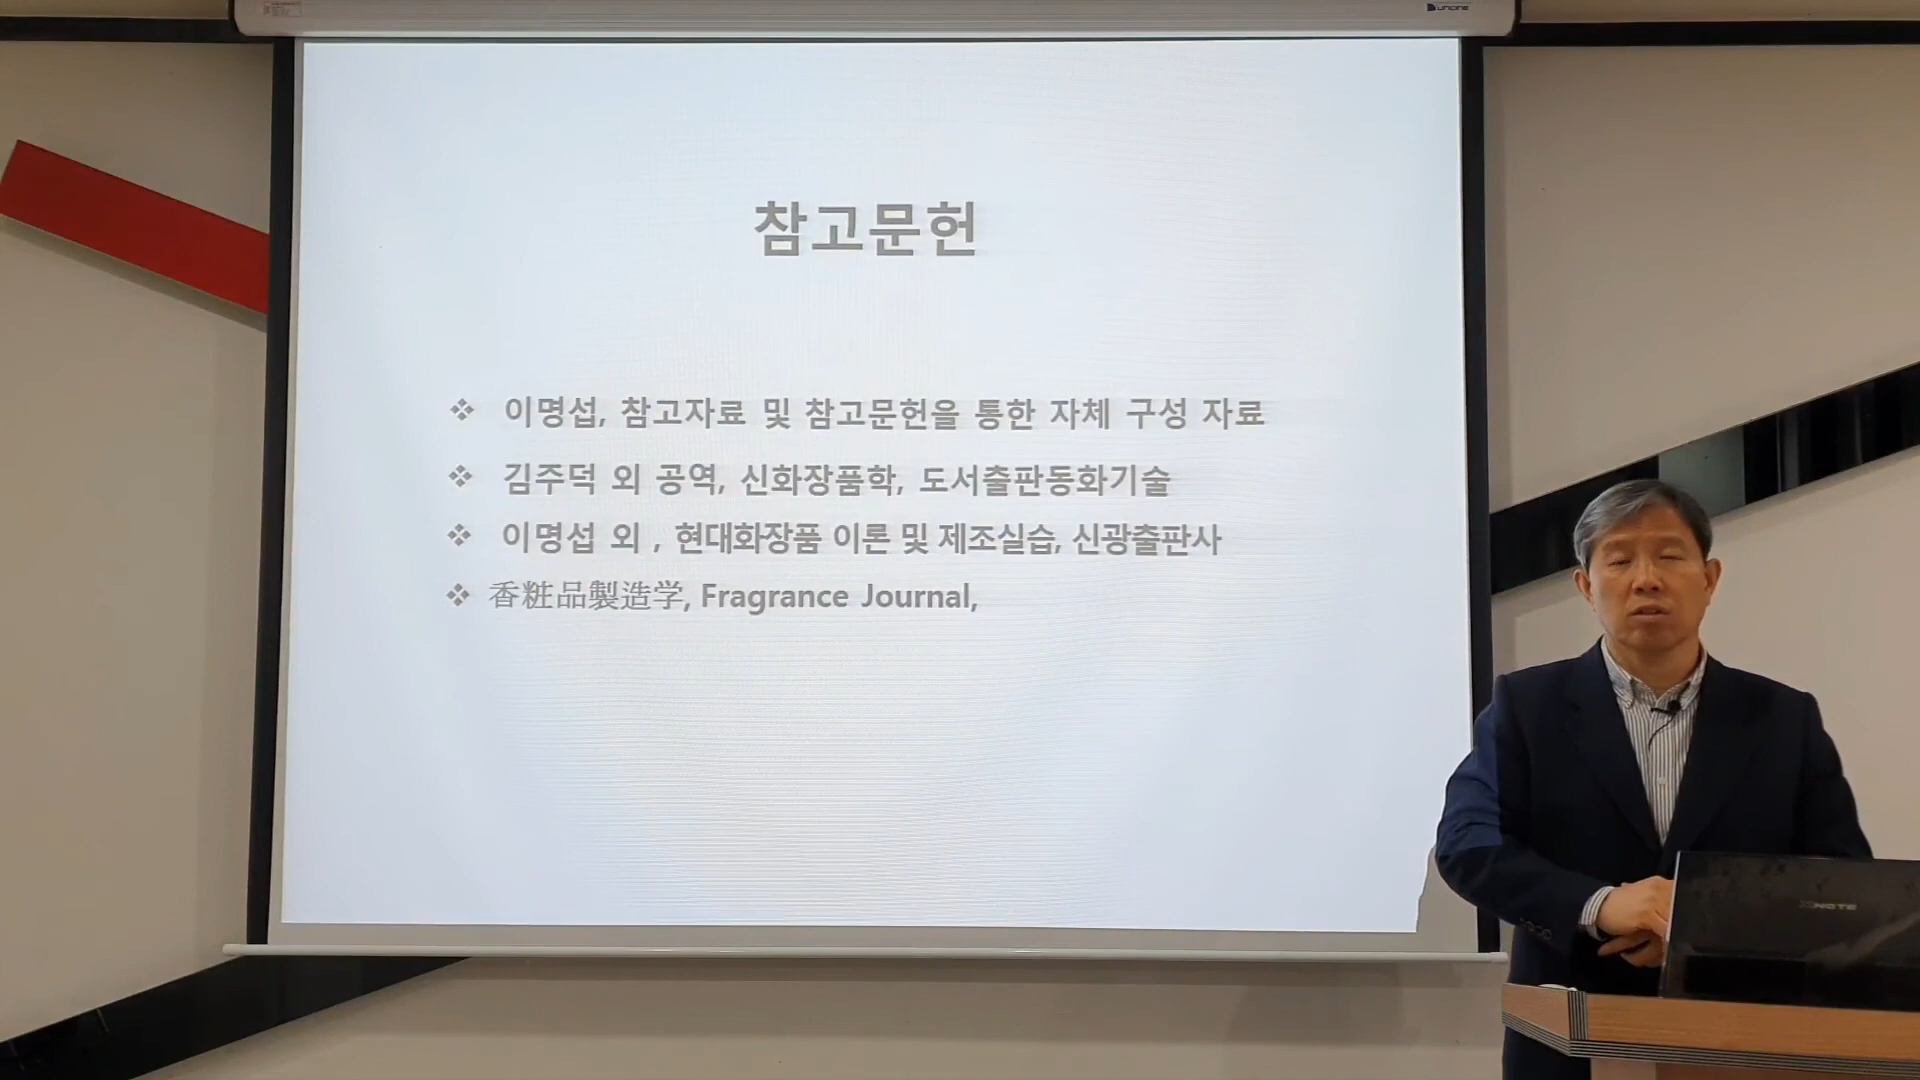 참고문헌
❖ 이명섭, 참고자료 및 참고문헌을 통한 자체 구성 자료
❖ 김주덕 외 공역, 신화장품학, 도서출판동화기술
❖ 이명섭 외 , 현대화장품 이론 및 제조실습, 신광출판사
❖ 香粧品製造学, Fragrance Journal,
XNOTE